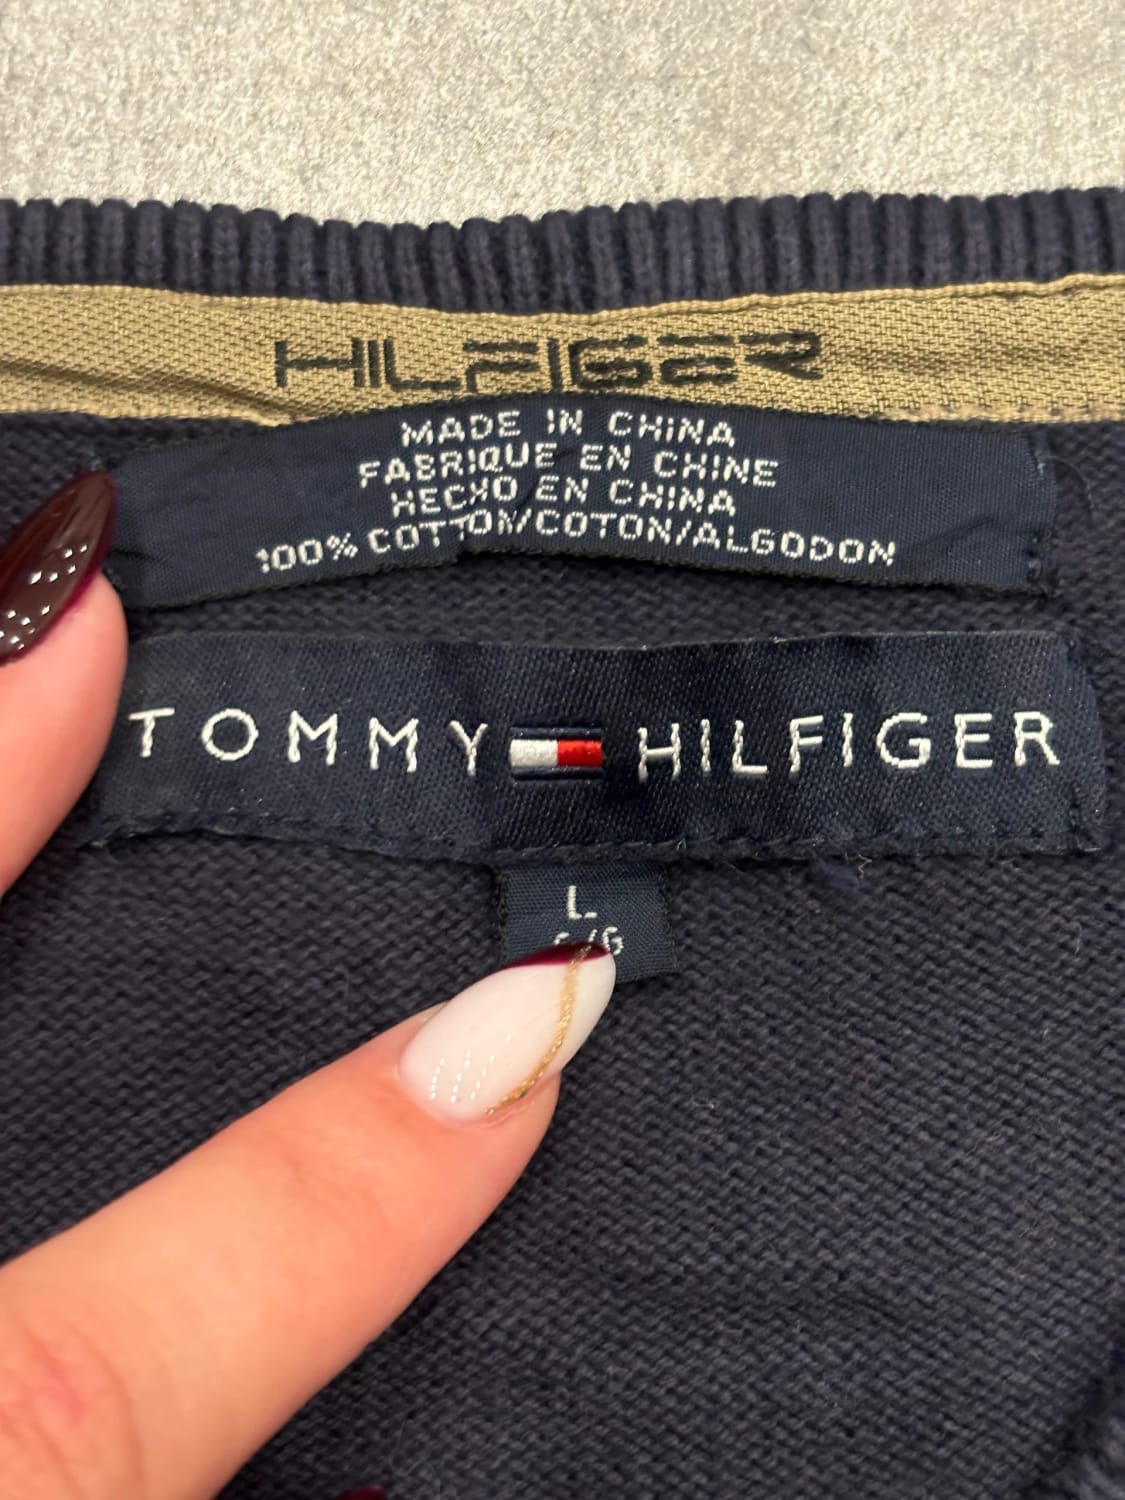 HILFIGER
MADE IN CHINA
FABRIQUE EN CHINE
HECHO EN CHINA
100% COTTON/COTON/ALGODON
TOMMY HILFIGER
L
/G